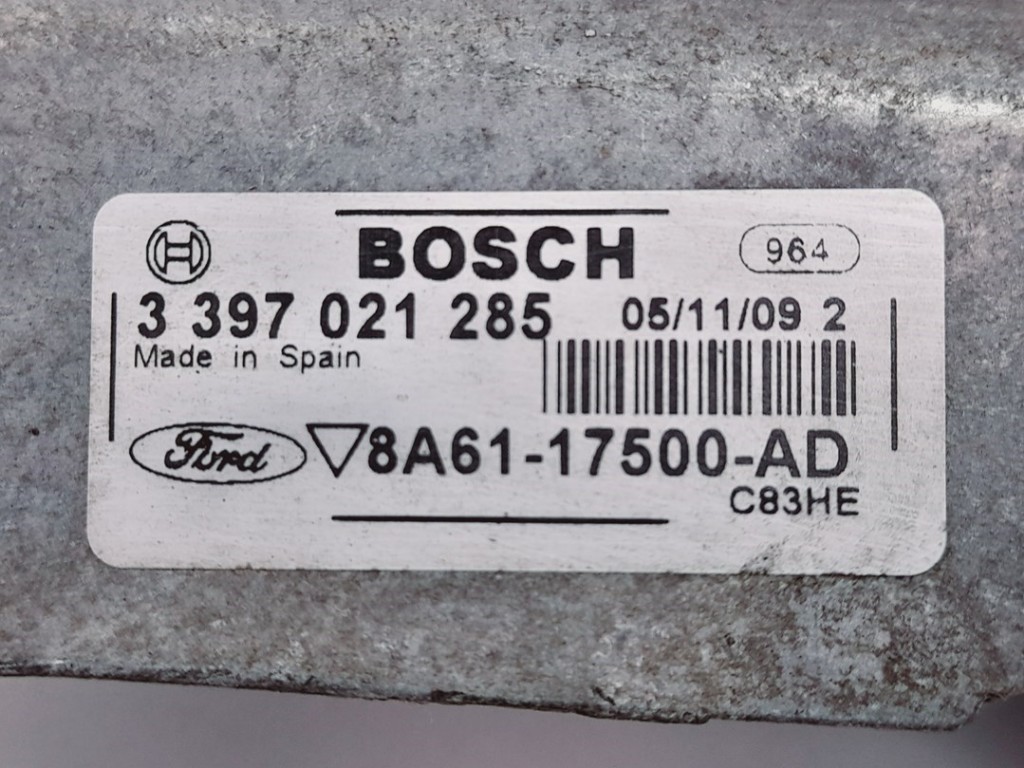 BOSCH 964
3 397 021 285 05/11/09 2
Made in Spain
Ford 8A61-17500-AD
C83HE